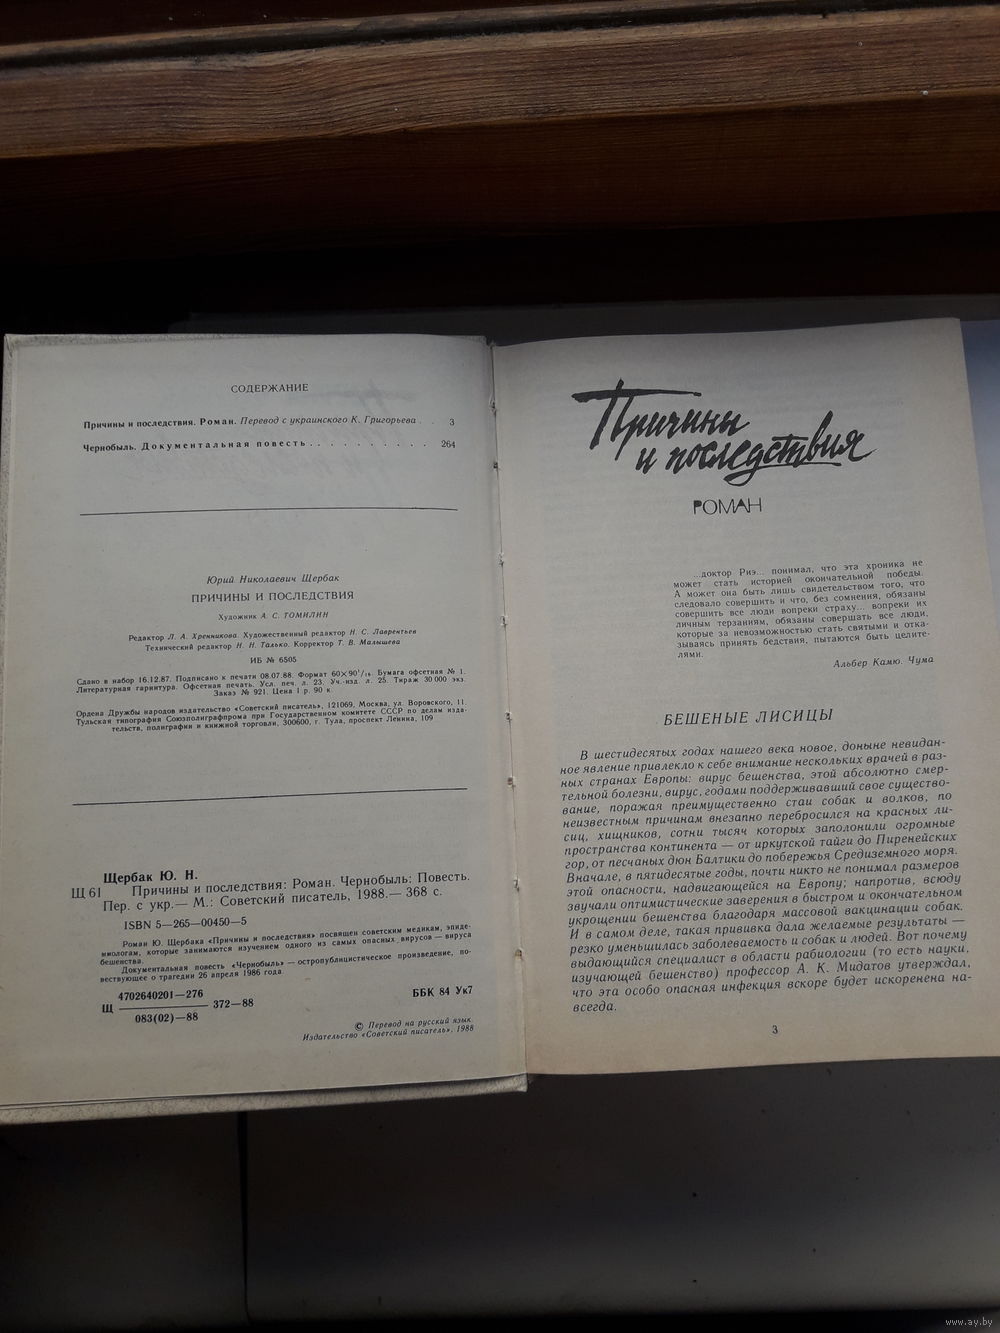 СОДЕРЖАНИЕ
Причины и последствия. Роман. Перевод с украинского К. Григорьева . . 3
Чернобыль. Документальная повесть . . . . . . . . . . 264
Юрий Николаевич Щербак
ПРИЧИНЫ И ПОСЛЕДСТВИЯ
Художник А. С. ТОМИЛИН
Редактор Л. А. Хренникова. Художественный редактор Н. С. Лаврентьев
Технический редактор Н. Н. Талько. Корректор Т. В. Малышева
ИБ № 6505
Сдано в набор 16.12.87. Подписано к печати 08.07.88. Формат 60×90¹/₁₆. Бумага офсетная № 1.
Литературная гарнитура. Офсетная печать. Усл. печ. л. 23. Уч.-изд. л. 25. Тираж 30 000 экз.
Заказ № 921. Цена 1 р. 90 к.
Ордена Дружбы народов издательство «Советский писатель», 121069, Москва, ул. Воровского, 11.
Тульская типография Союзполиграфпрома при Государственном комитете СССР по делам изда-
тельств, полиграфии и книжной торговли, 300600, г. Тула, проспект Ленина, 109
Щербак Ю. Н.
Щ 61 Причины и последствия: Роман. Чернобыль: Повесть.
Пер. с укр.— М.: Советский писатель, 1988.— 368 с.
ISBN 5—265—00450—5
Роман Ю. Щербака «Причины и последствия» посвящен советским медикам, эпиде-
миологам, которые занимаются изучением одного из самых опасных вирусов — вируса
бешенства.
Документальная повесть «Чернобыль» — остропублицистическое произведение, по-
вествующее о трагедии 26 апреля 1986 года.
4702640201—276
Щ 372—88
083(02)—88
ББК 84 Ук7
© Перевод на русский язык.
Издательство «Советский писатель», 1988
Причины
и последствия
РОМАН
...доктор Риэ... понимал, что эта хроника не
может стать историей окончательной победы.
А может она быть лишь свидетельством того, что
следовало совершить и что, без сомнения, обязаны
совершить все люди вопреки страху... вопреки их
личным терзаниям, обязаны совершать все люди,
которые за невозможностью стать святыми и отка-
зываясь принять бедствия, пытаются быть целите-
лями.
Альбер Камю. Чума
БЕШЕНЫЕ ЛИСИЦЫ
В шестидесятых годах нашего века новое, доныне невидан-
ное явление привлекло к себе внимание нескольких врачей в раз-
ных странах Европы: вирус бешенства, этой абсолютно смер-
тельной болезни, вирус, годами поддерживавший свое существо-
вание, поражая преимущественно стаи собак и волков, по
неизвестным причинам внезапно перебросился на красных ли-
сиц, хищников, сотни тысяч которых заполонили огромные
пространства континента — от иркутской тайги до Пиренейских
гор, от песчаных дюн Балтики до побережья Средиземного моря.
Вначале, в пятидесятые годы, почти никто не понимал размеров
этой опасности, надвигающейся на Европу; напротив, всюду
звучали оптимистические заверения в быстром и окончательном
укрощении бешенства благодаря массовой вакцинации собак.
И в самом деле, такая прививка дала желаемые результаты —
резко уменьшилась заболеваемость и собак и людей. Вот почему
выдающийся специалист в области рабиологии (то есть науки,
изучающей бешенство) профессор А. К. Мидатов утверждал,
что эта особо опасная инфекция вскоре будет искоренена на-
всегда.
3
www.ay.by